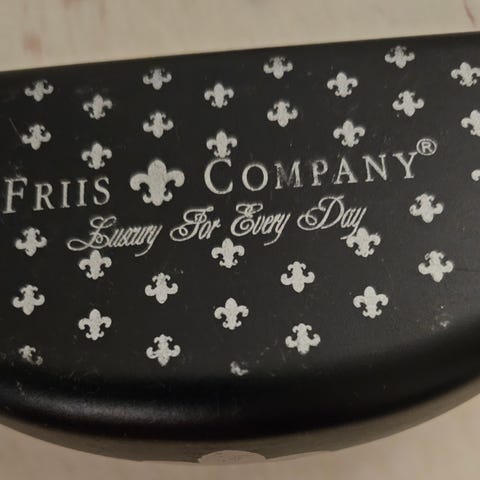 FRIIS COMPANY®
Luxury For Every Day